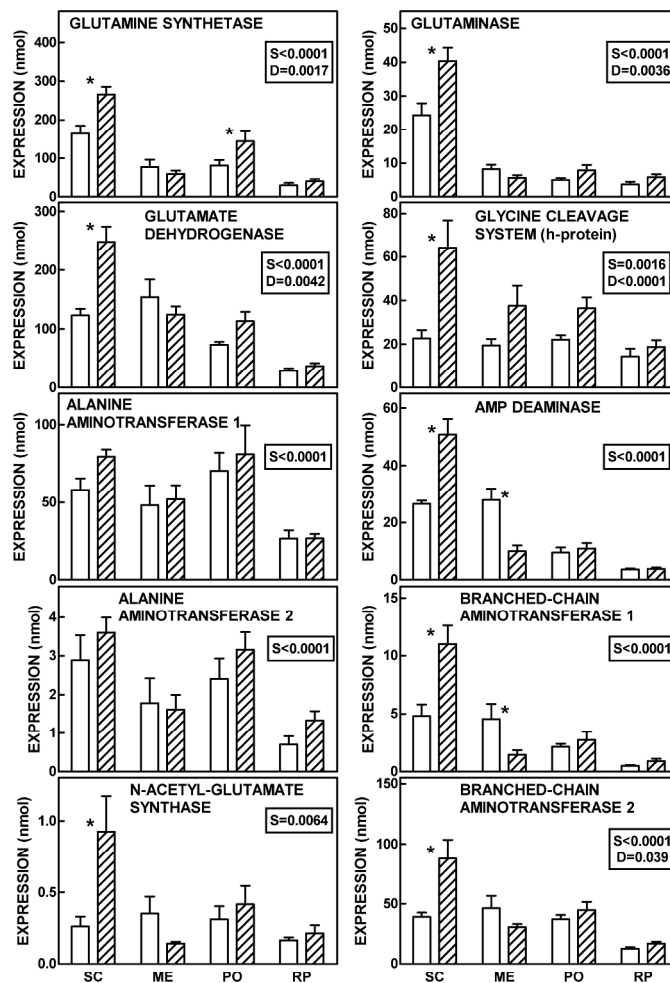 GLUTAMINE SYNTHETASE
EXPRESSION (nmol)
400
300
200
100
0
*
*
S<0.0001
D=0.0017
GLUTAMINASE
EXPRESSION (nmol)
50
40
30
20
10
0
*
S<0.0001
D=0.0036
GLUTAMATE
DEHYDROGENASE
EXPRESSION (nmol)
300
200
100
0
*
S<0.0001
D=0.0042
GLYCINE CLEAVAGE
SYSTEM (h-protein)
EXPRESSION (nmol)
80
60
40
20
0
*
S=0.0016
D<0.0001
ALANINE
AMINOTRANSFERASE 1
EXPRESSION (nmol)
100
50
0
S<0.0001
AMP DEAMINASE
EXPRESSION (nmol)
60
40
20
0
*
*
S<0.0001
ALANINE
AMINOTRANSFERASE 2
EXPRESSION (nmol)
4
3
2
1
0
S<0.0001
BRANCHED-CHAIN
AMINOTRANSFERASE 1
EXPRESSION (nmol)
15
10
5
0
*
*
S<0.0001
N-ACETYL-GLUTAMATE
SYNTHASE
EXPRESSION (nmol)
1.0
0.5
0.0
*
S=0.0064
SC ME PO RP
BRANCHED-CHAIN
AMINOTRANSFERASE 2
EXPRESSION (nmol)
150
100
50
0
*
S<0.0001
D=0.039
SC ME PO RP